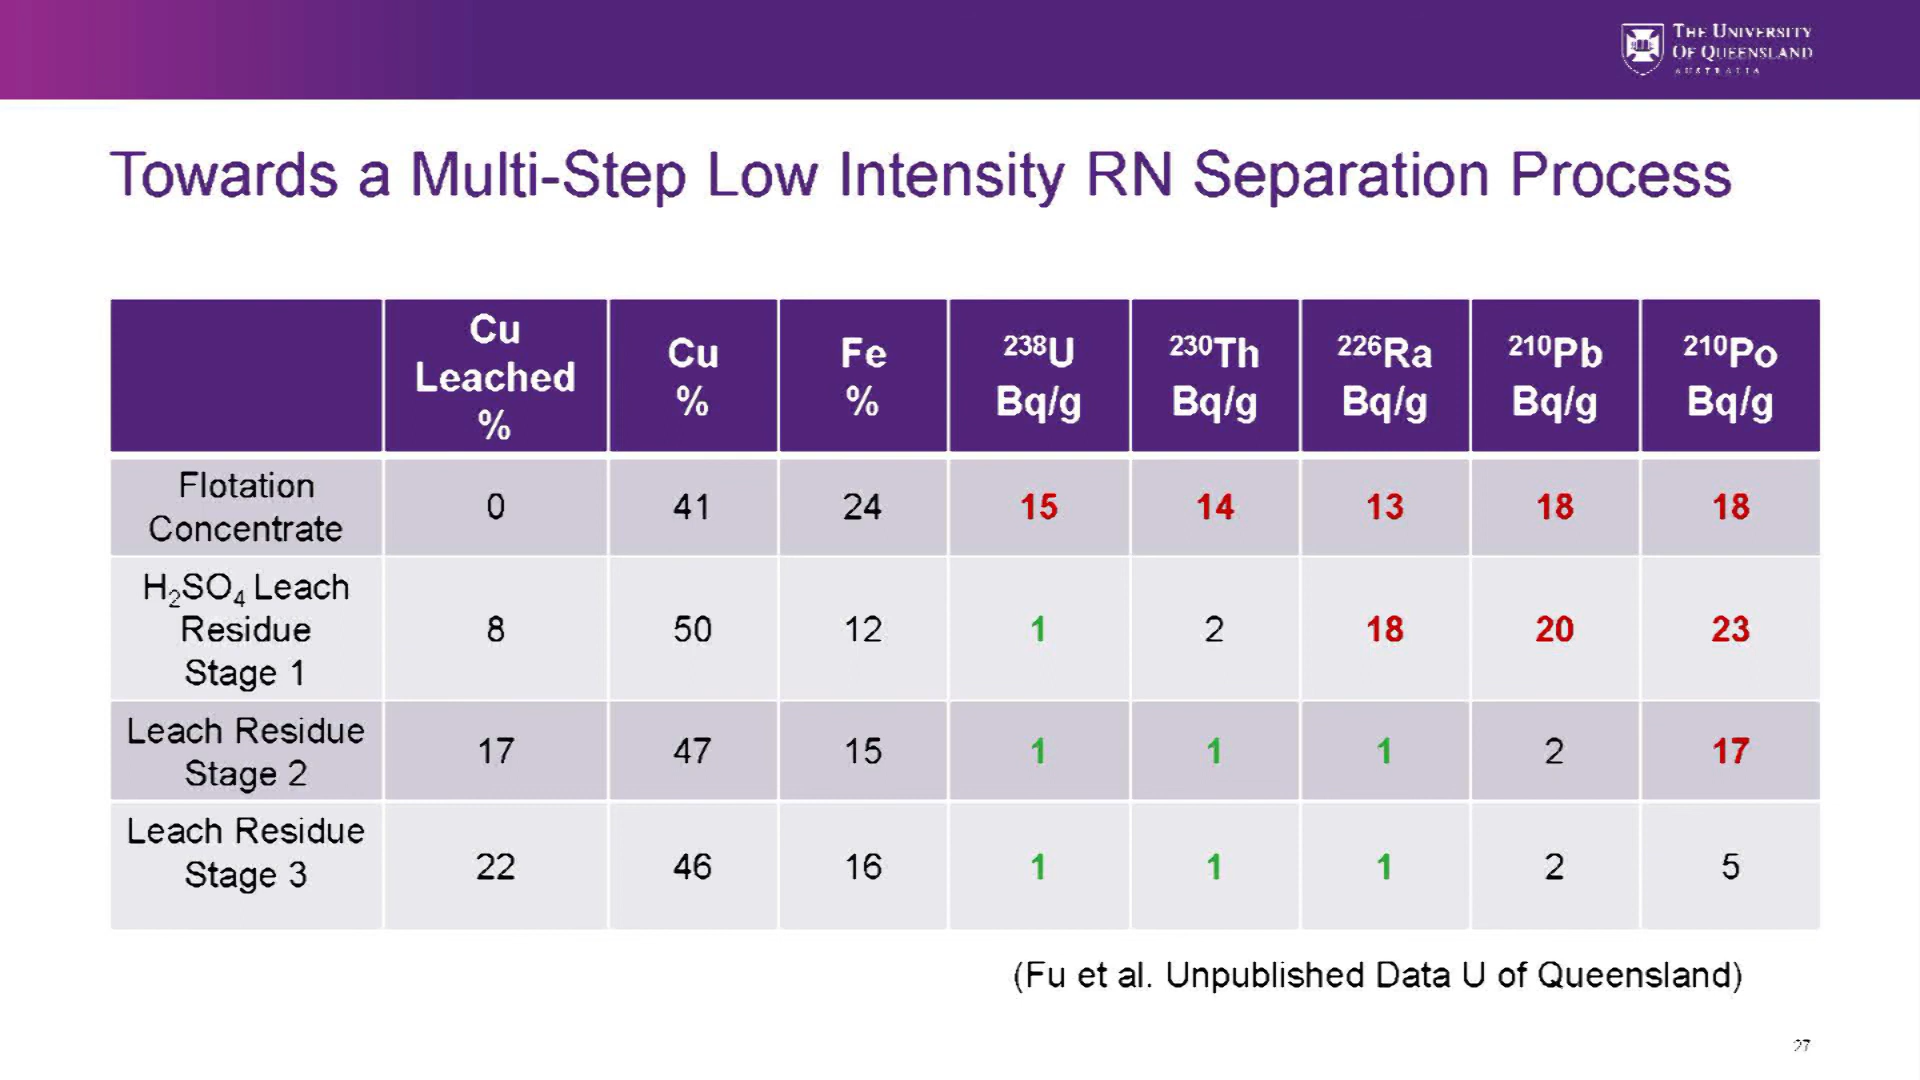 THE UNIVERSITY
OF QUEENSLAND
AUSTRALIA
Towards a Multi-Step Low Intensity RN Separation Process
Cu Leached % Cu % Fe % ²³⁸U Bq/g ²³⁰Th Bq/g ²²⁶Ra Bq/g ²¹⁰Pb Bq/g ²¹⁰Po Bq/g
Flotation Concentrate 0 41 24 15 14 13 18 18
H₂SO₄ Leach Residue Stage 1 8 50 12 1 2 18 20 23
Leach Residue Stage 2 17 47 15 1 1 1 2 17
Leach Residue Stage 3 22 46 16 1 1 1 2 5
(Fu et al. Unpublished Data U of Queensland)
27